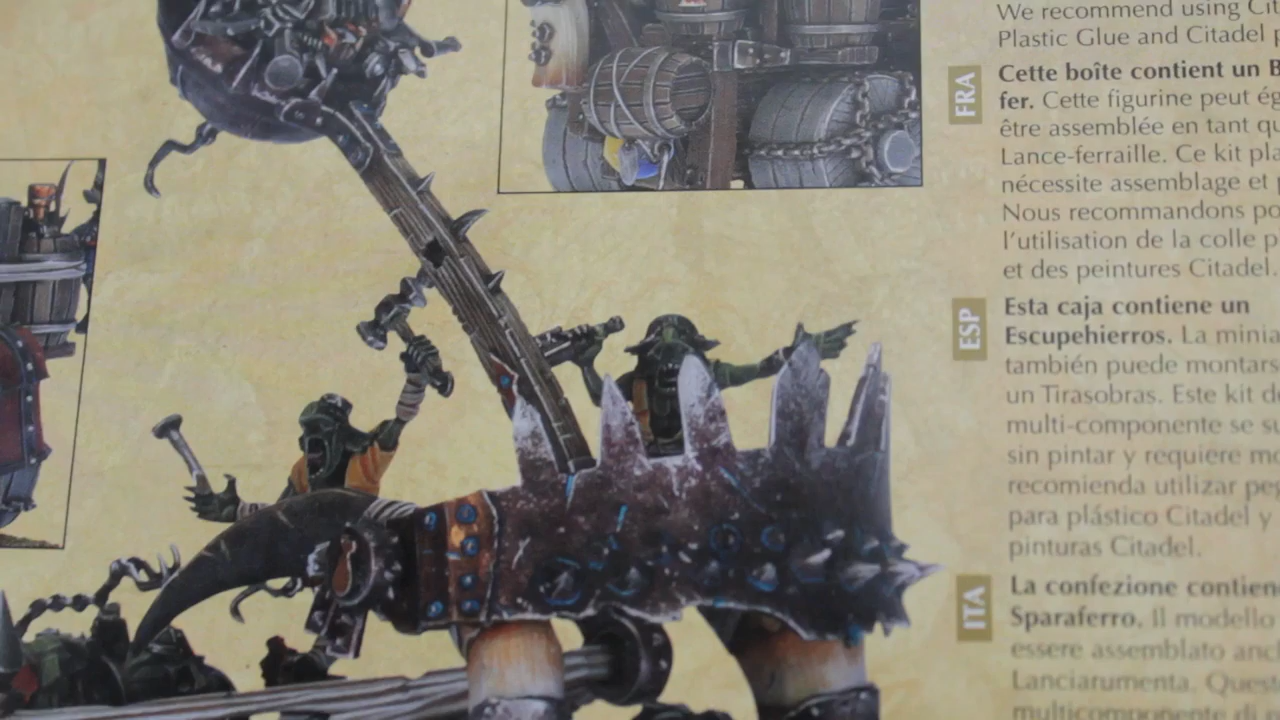 We recommend using Cit
Plastic Glue and Citadel p
FRA
Cette boîte contient un B
fer. Cette figurine peut ég
être assemblée en tant qu
Lance-ferraille. Ce kit pla
nécessite assemblage et p
Nous recommandons po
l'utilisation de la colle p
et des peintures Citadel.
ESP
Esta caja contiene un
Escupehierros. La minia
también puede montars
un Tirasobras. Este kit d
multi-componente se su
sin pintar y requiere mo
recomienda utilizar peg
para plástico Citadel y
pinturas Citadel.
ITA
La confezione contien
Sparaferro. Il modello
essere assemblato anc
Lanciarumenta. Quest
multicomponente di e